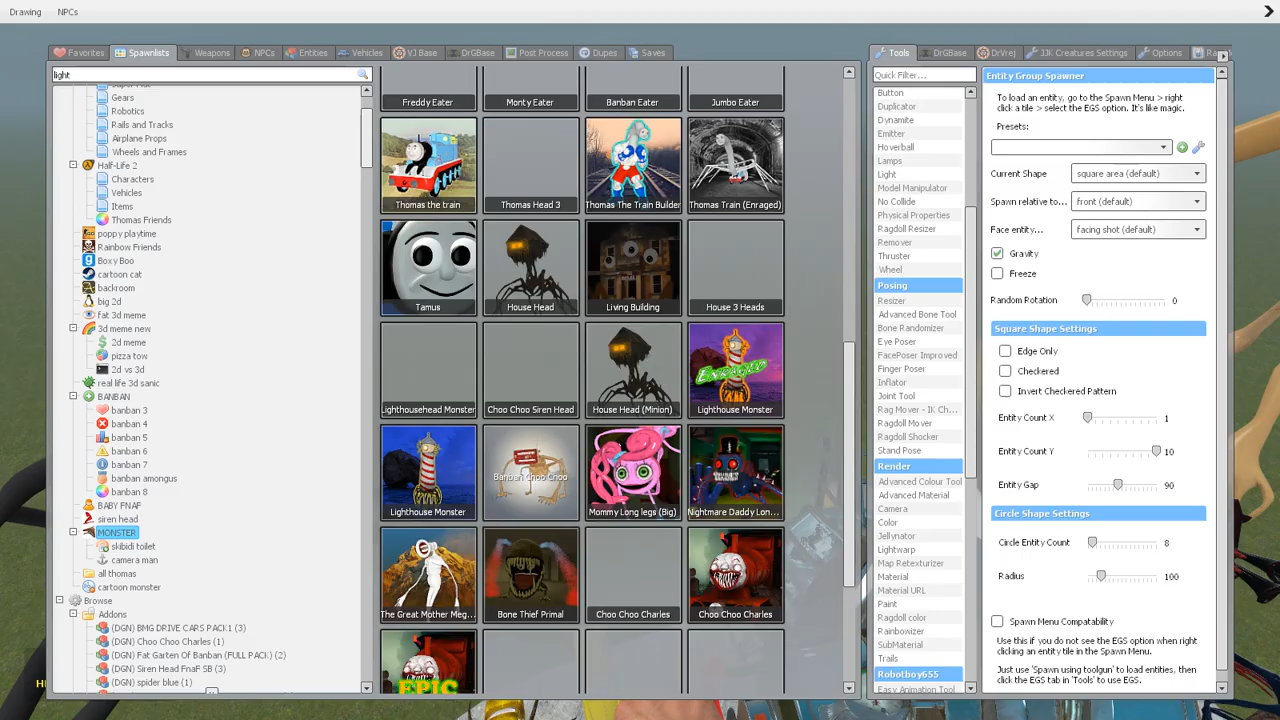 Drawing NPCs
Favorites Spawnlists Weapons NPCs Entities Vehicles VJ Base DrGBase Post Process Dupes Saves
light
Super Mar
Gears
Robotics
Rails and Tracks
Airplane Props
Wheels and Frames
Half-Life 2
Characters
Vehicles
Items
Thomas Friends
poppy playtime
Rainbow Friends
Boxy Boo
cartoon cat
backroom
big 2d
fat 3d meme
3d meme new
2d meme
pizza tow
2d vs 3d
real life 3d sanic
BANBAN
banban 3
banban 4
banban 5
banban 6
banban 7
banban amongus
banban 8
BABY FNAF
siren head
MONSTER
skibidi toilet
camera man
all thomas
cartoon monster
Browse
Addons
(DGN) BMG DRIVE CARS PACK1 (3)
(DGN) Choo Choo Charles (1)
(DGN) Fat Garten Of Banban (FULL PACK) (2)
(DGN) Siren Head FnaF SB (3)
(DGN) spider blue (1)
Freddy Eater Monty Eater Banban Eater Jumbo Eater
Thomas the train Thomas Head 3 Thomas The Train Builder Thomas Train (Enraged)
Tamus House Head Living Building House 3 Heads
ENRAGED
Lighthousehead Monster Choo Choo Siren Head House Head (Minion) Lighthouse Monster
Banban Choo Choo
Lighthouse Monster Mommy Long legs (Big) Nightmare Daddy Lon...
The Great Mother Meg... Bone Thief Primal Choo Choo Charles Choo Choo Charles
EPIC
Tools DrGBase DrVrej JJK Creatures Settings Options
Quick Filter...
Button
Duplicator
Dynamite
Emitter
Hoverball
Lamps
Light
Model Manipulator
No Collide
Physical Properties
Ragdoll Resizer
Remover
Thruster
Wheel
Posing
Resizer
Advanced Bone Tool
Bone Randomizer
Eye Poser
FacePoser Improved
Finger Poser
Inflator
Joint Tool
Rag Mover - IK Ch...
Ragdoll Mover
Ragdoll Shocker
Stand Pose
Render
Advanced Colour Tool
Advanced Material
Camera
Color
Jellynator
Lightwarp
Map Retexturizer
Material
Material URL
Paint
Ragdoll color
Rainbowizer
SubMaterial
Trails
Robotboy655
Easy Animation Tool
Entity Group Spawner
To load an entity, go to the Spawn Menu > right
click a tile > select the EGS option. It's like magic.
Presets:
Current Shape square area (default)
Spawn relative to... front (default)
Face entity... facing shot (default)
Gravity
Freeze
Random Rotation 0
Square Shape Settings
Edge Only
Checkered
Invert Checkered Pattern
Entity Count X 1
Entity Count Y 10
Entity Gap 90
Circle Shape Settings
Circle Entity Count 8
Radius 100
Spawn Menu Compatability
Use this if you do not see the EGS option when right
clicking an entity tile in the Spawn Menu.
Just use 'Spawn using toolgun' to load entities, then
click the EGS tab in 'Tools' to use EGS.